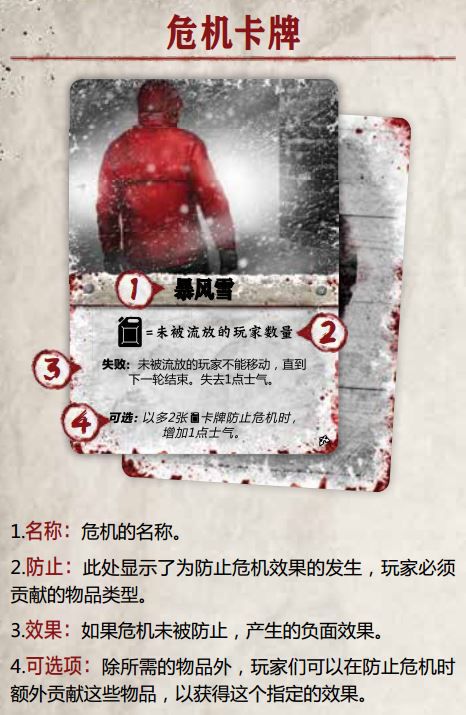 危机卡牌
1
暴风雪
=未被流放的玩家数量
2
3
失败：未被流放的玩家不能移动，直到
下一轮结束。失去1点士气。
4
可选：以多2张卡牌防止危机时，
增加1点士气。
1.名称：危机的名称。
2.防止：此处显示了为防止危机效果的发生，玩家必须
贡献的物品类型。
3.效果：如果危机未被防止，产生的负面效果。
4.可选项：除所需的物品外，玩家们可以在防止危机时
额外贡献这些物品，以获得这个指定的效果。